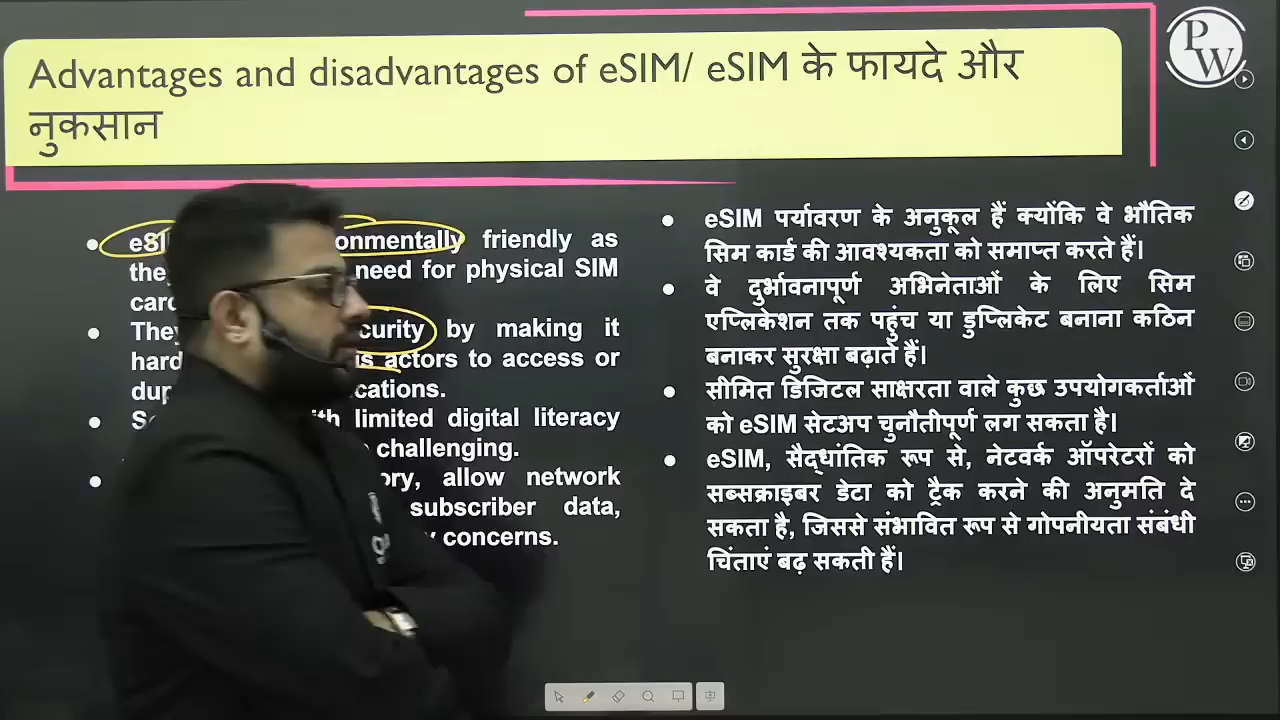 Advantages and disadvantages of eSIM/ eSIM के फायदे और
नुकसान
PW
friendly as
need for physical SIM
by making it
actors to access or
limited digital literacy
challenging.
allow network
subscriber data,
concerns.
eSIM पर्यावरण के अनुकूल हैं क्योंकि वे भौतिक
सिम कार्ड की आवश्यकता को समाप्त करते हैं।
वे दुर्भावनापूर्ण अभिनेताओं के लिए सिम
एप्लिकेशन तक पहुंच या डुप्लिकेट बनाना कठिन
बनाकर सुरक्षा बढ़ाते हैं।
सीमित डिजिटल साक्षरता वाले कुछ उपयोगकर्ताओं
को eSIM सेटअप चुनौतीपूर्ण लग सकता है।
eSIM, सैद्धांतिक रूप से, नेटवर्क ऑपरेटरों को
सब्सक्राइबर डेटा को ट्रैक करने की अनुमति दे
सकता है, जिससे संभावित रूप से गोपनीयता संबंधी
चिंताएं बढ़ सकती हैं।